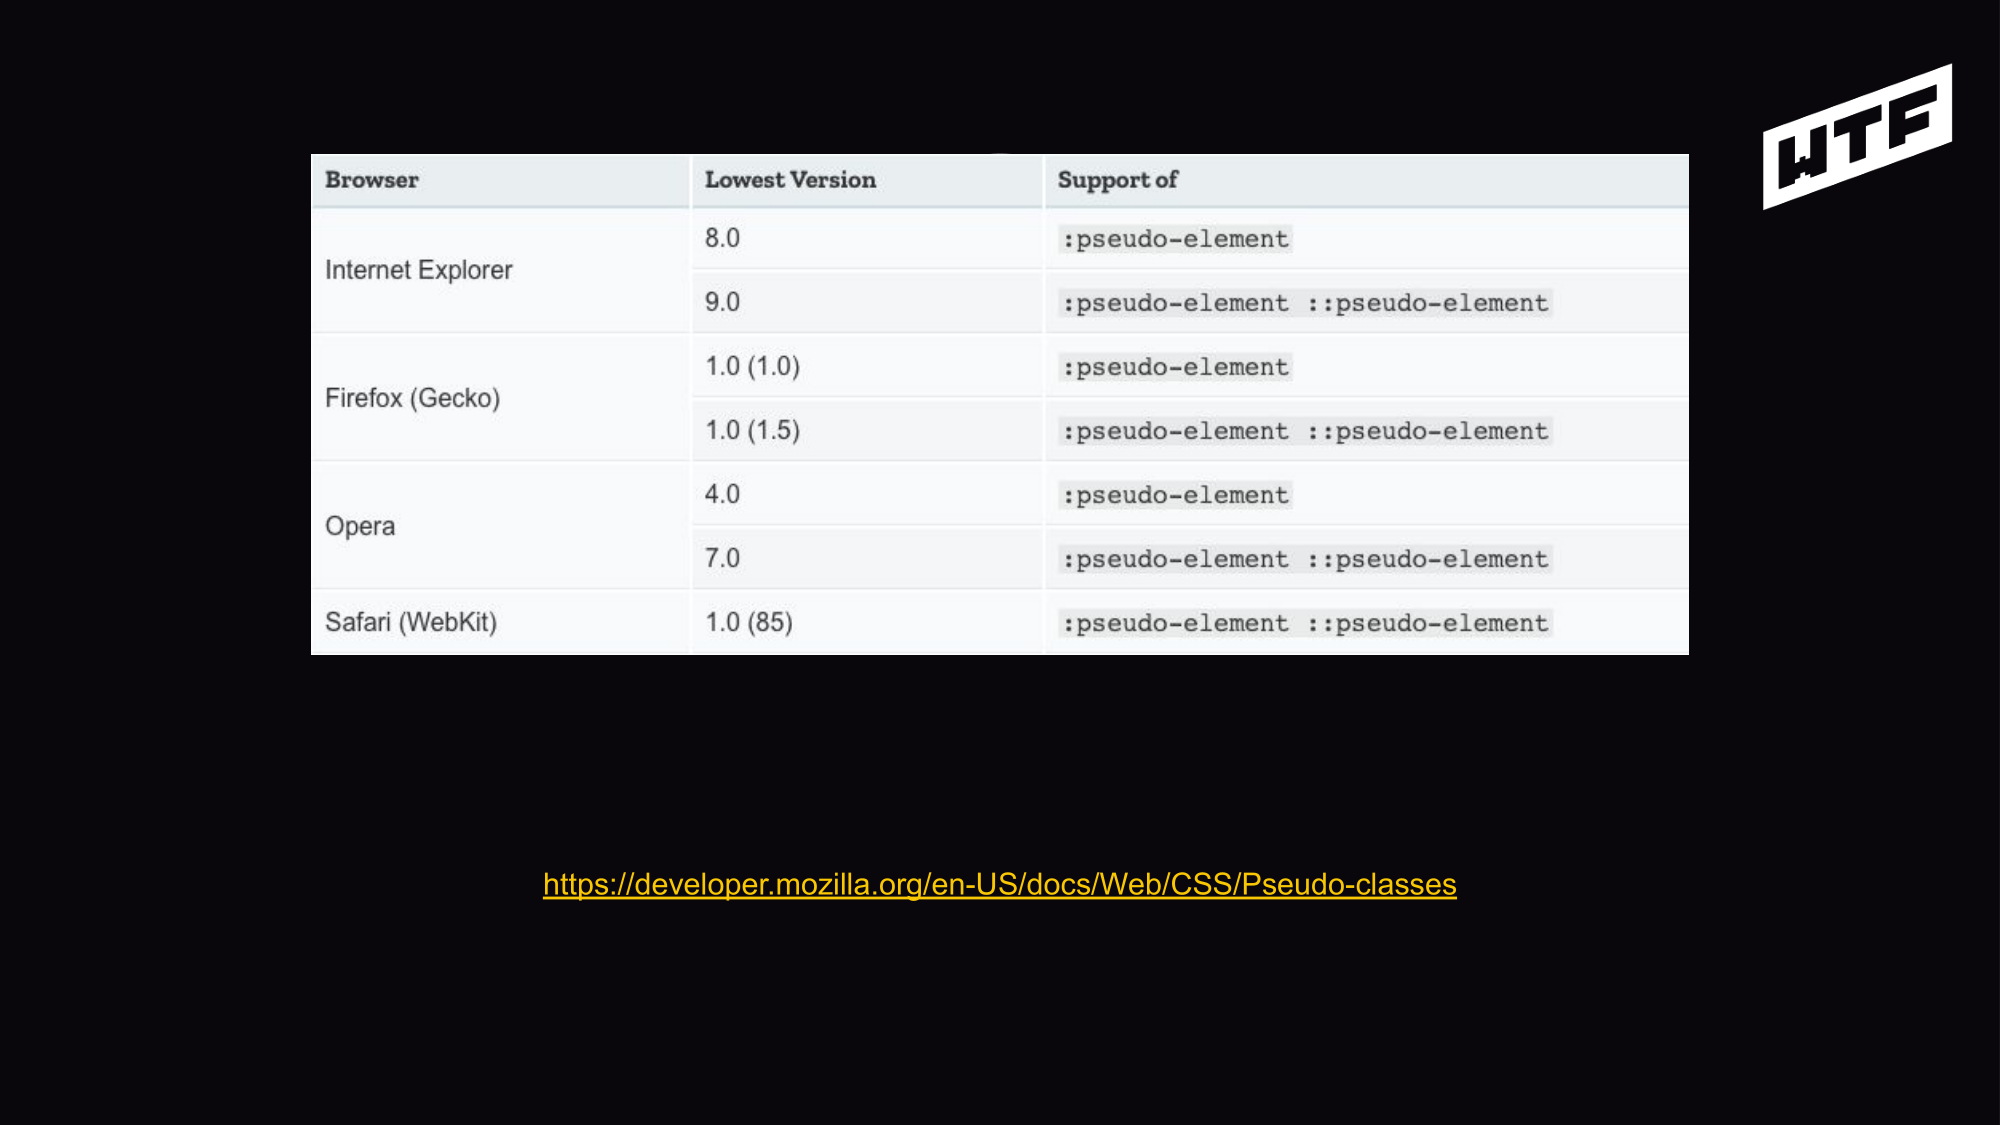 WTF
Browser Lowest Version Support of
Internet Explorer
8.0 :pseudo-element
9.0 :pseudo-element ::pseudo-element
Firefox (Gecko)
1.0 (1.0) :pseudo-element
1.0 (1.5) :pseudo-element ::pseudo-element
Opera
4.0 :pseudo-element
7.0 :pseudo-element ::pseudo-element
Safari (WebKit) 1.0 (85) :pseudo-element ::pseudo-element
https://developer.mozilla.org/en-US/docs/Web/CSS/Pseudo-classes